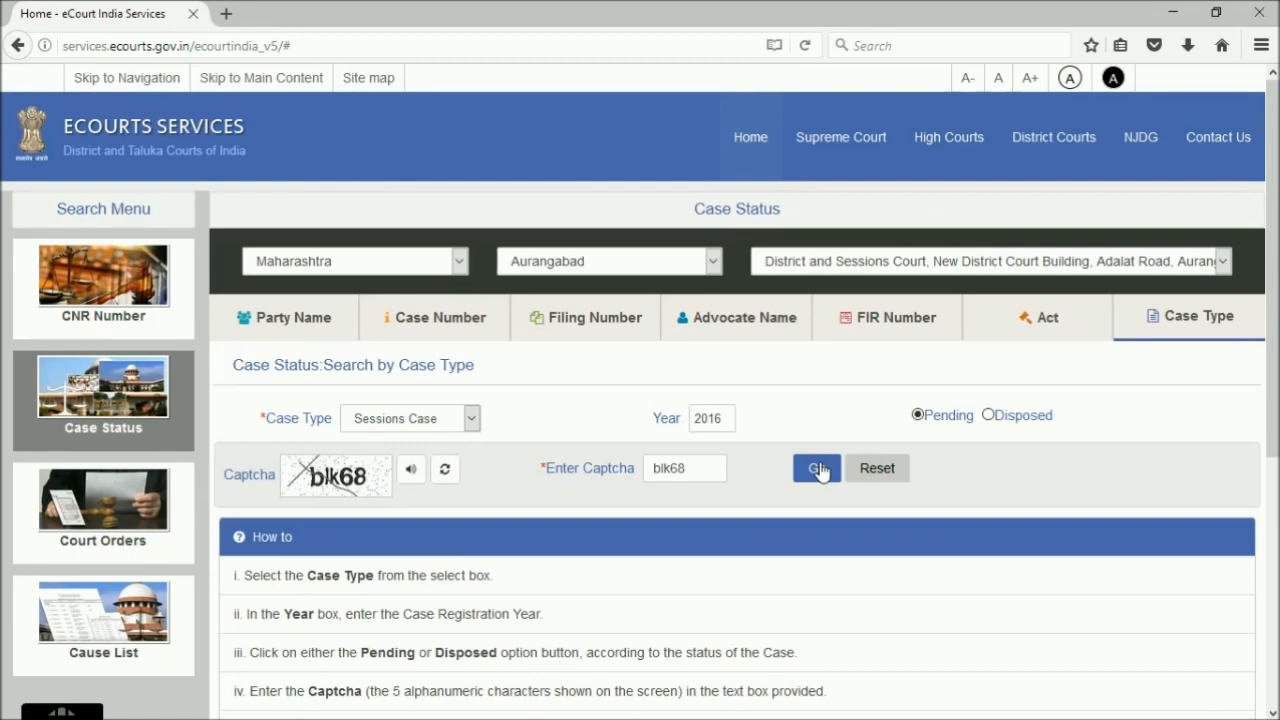 Home - eCourt India Services
services.ecourts.gov.in/ecourtindia_v5/#
Search
Skip to Navigation
Skip to Main Content
Site map
A-
A
A+
A
A
ECOURTS SERVICES
District and Taluka Courts of India
सत्यमेव जयते
Home
Supreme Court
High Courts
District Courts
NJDG
Contact Us
Search Menu
CNR Number
Case Status
Court Orders
Cause List
Case Status
Maharashtra
Aurangabad
District and Sessions Court, New District Court Building, Adalat Road, Aurang
Party Name
Case Number
Filing Number
Advocate Name
FIR Number
Act
Case Type
Case Status:Search by Case Type
*Case Type
Sessions Case
Year
2016
Pending
Disposed
Captcha
blk68
*Enter Captcha
blk68
Reset
How to
i. Select the Case Type from the select box.
ii. In the Year box, enter the Case Registration Year.
iii. Click on either the Pending or Disposed option button, according to the status of the Case.
iv. Enter the Captcha (the 5 alphanumeric characters shown on the screen) in the text box provided.